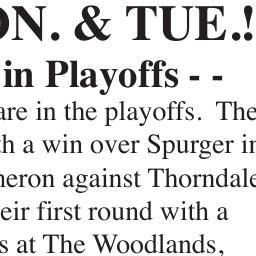 ON. & TUE.!
in Playoffs - -
are in the playoffs. The
th a win over Spurger in
neron against Thorndale
eir first round with a
s at The Woodlands,